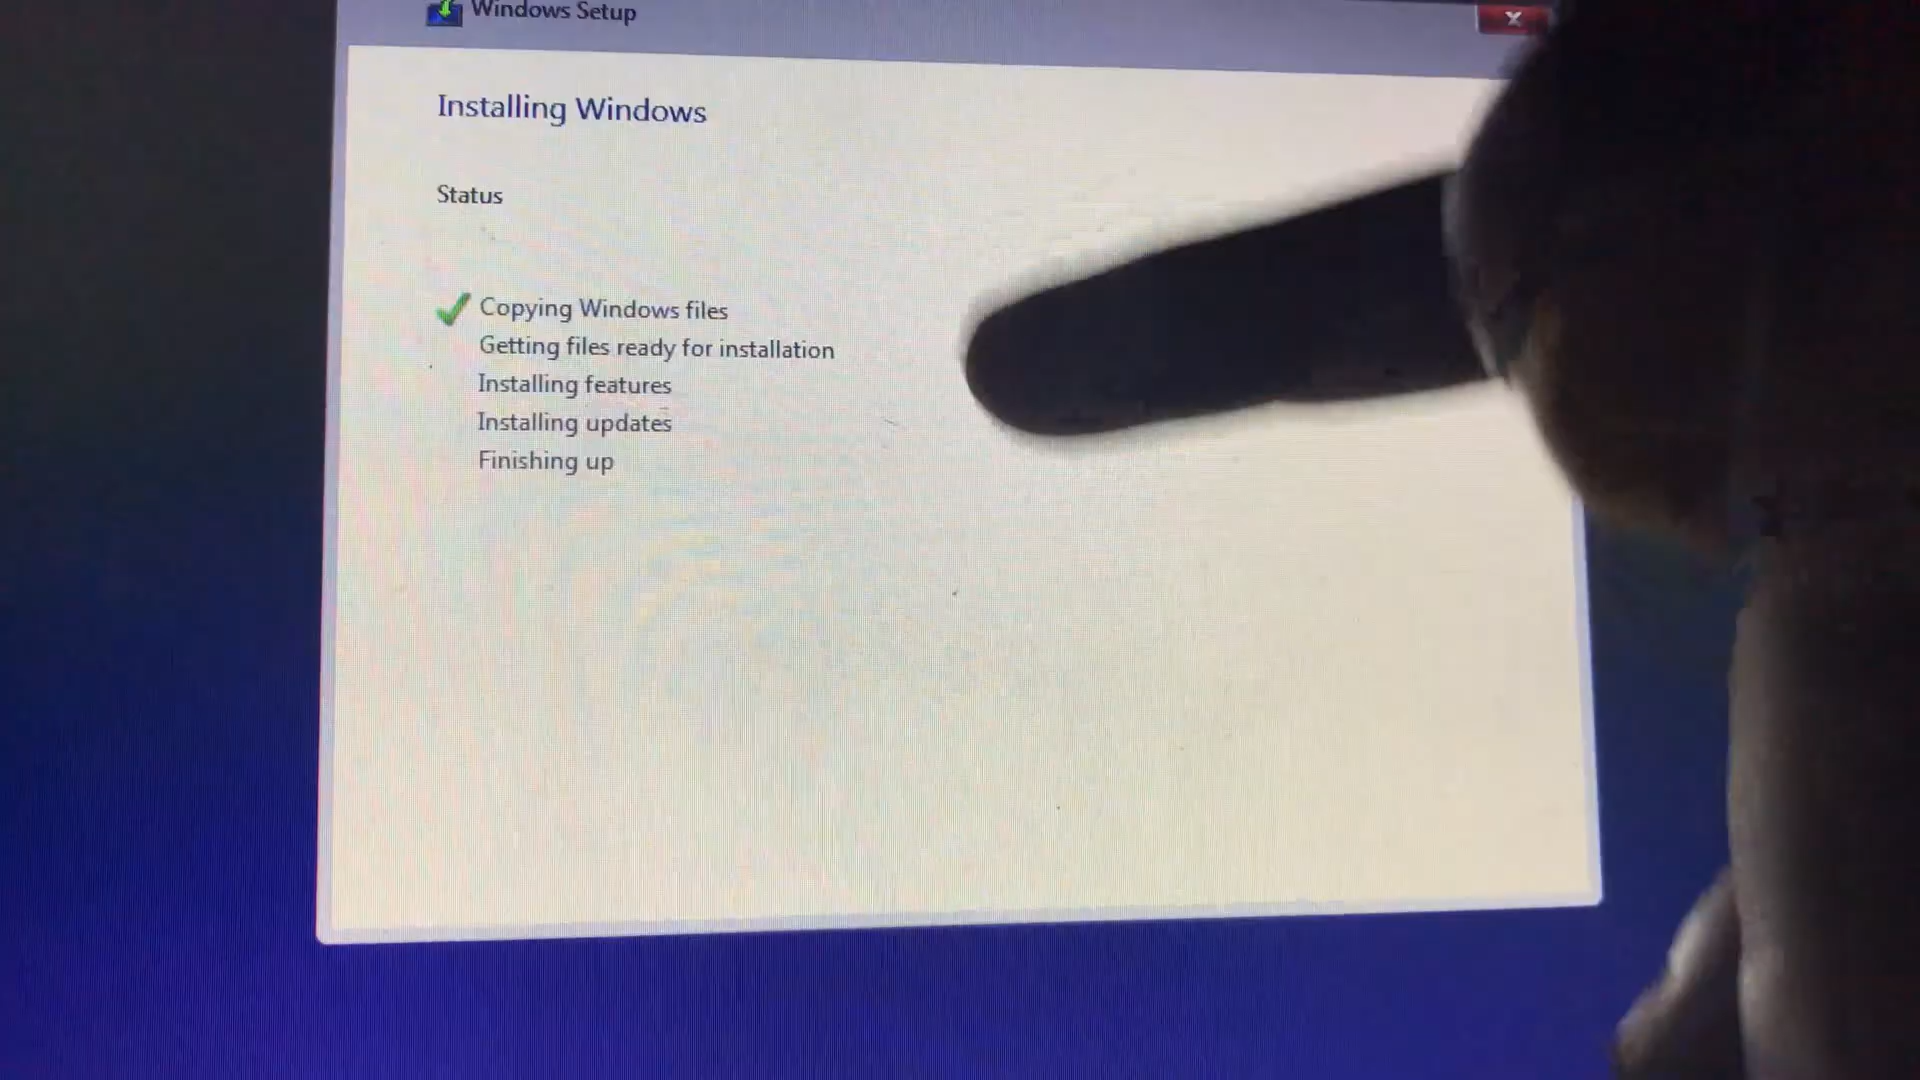 Windows Setup
Installing Windows
Status
Copying Windows files
Getting files ready for installation
Installing features
Installing updates
Finishing up